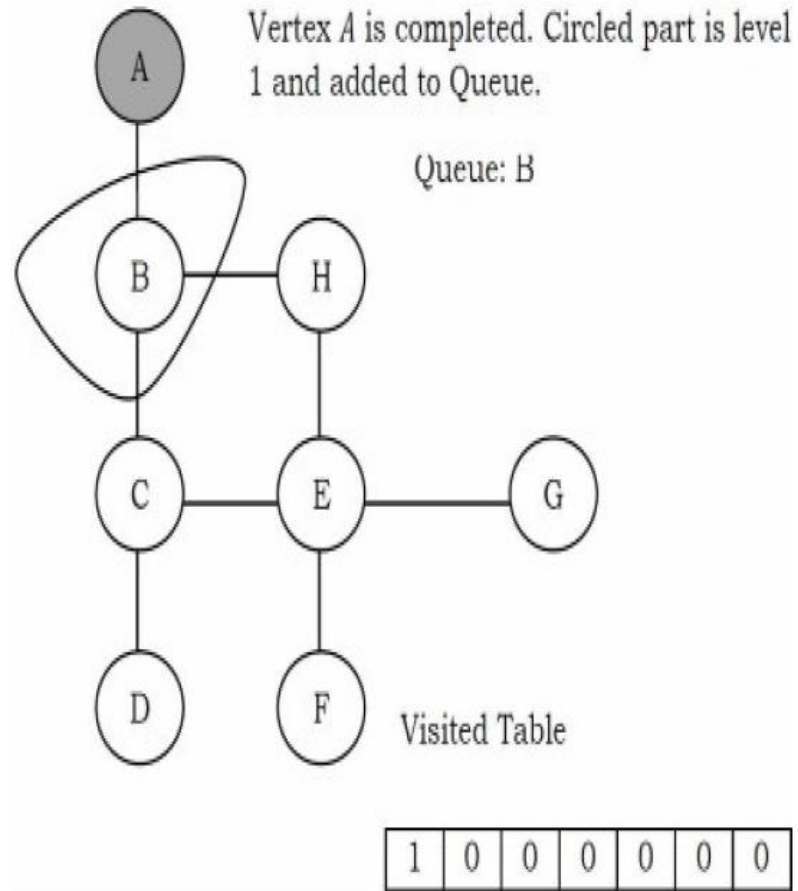 A
Vertex A is completed. Circled part is level
1 and added to Queue.
Queue: B
B
H
C
E
G
D
F
Visited Table
1 0 0 0 0 0 0